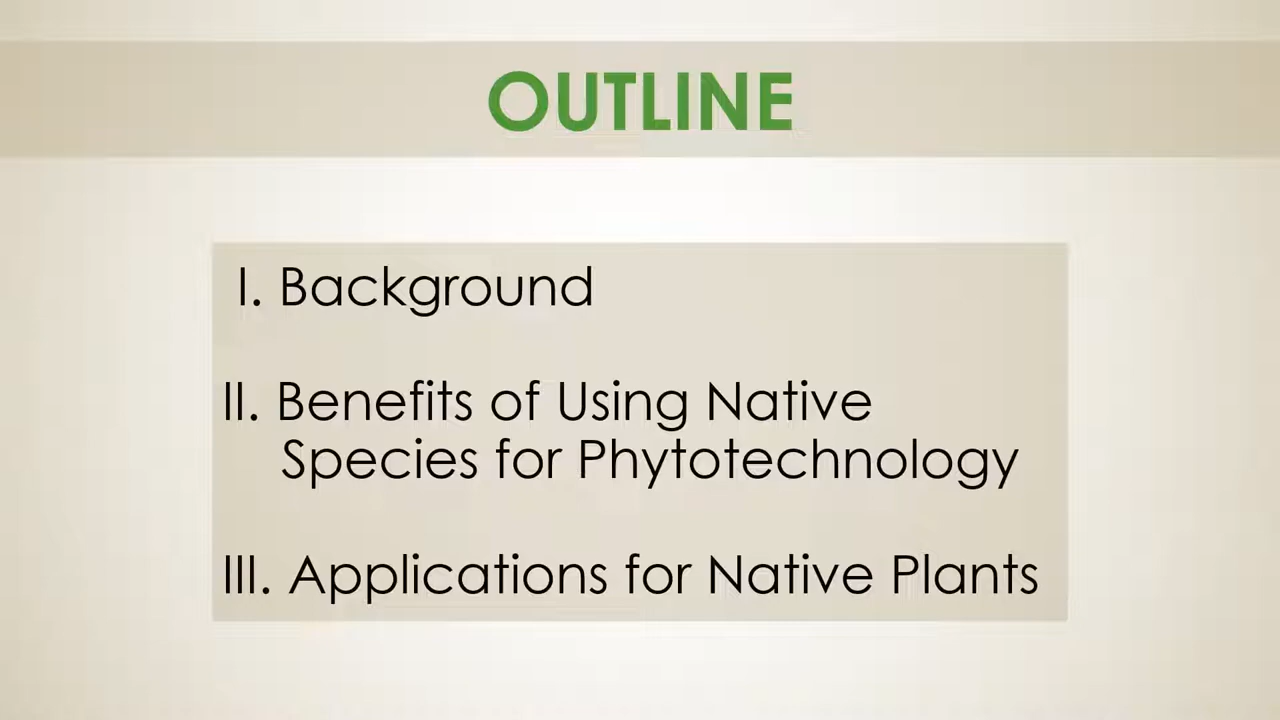 OUTLINE
I. Background
II. Benefits of Using Native
Species for Phytotechnology
III. Applications for Native Plants